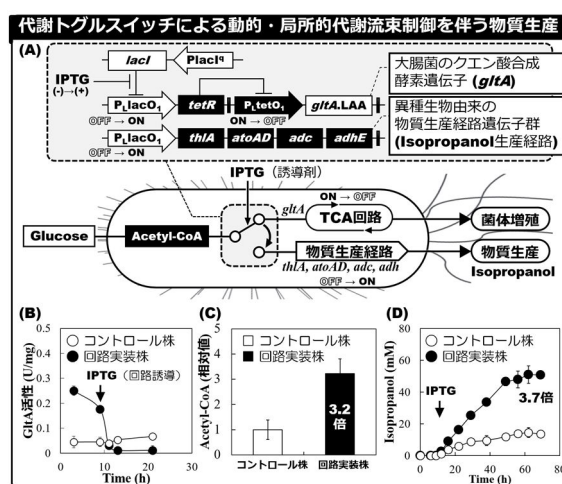 代謝トグルスイッチによる動的・局所的代謝流束制御を伴う物質生産
(A)
lacI
PlacIq
IPTG
(-)→(+)
PLlacO1
tetR
PLtetO1
gltA.LAA
OFF → ON
ON → OFF
大腸菌のクエン酸合成
酵素遺伝子 (gltA)
PLlacO1
thlA
atoAD
adc
adhE
OFF → ON
異種生物由来の
物質生産経路遺伝子群
(Isopropanol生産経路)
IPTG(誘導剤)
ON → OFF
gltA
TCA回路
菌体増殖
Glucose
Acetyl-CoA
物質生産経路
物質生産
thlA, atoAD, adc, adh
Isopropanol
OFF → ON
(B)
コントロール株
回路実装株
IPTG(回路誘導)
GltA活性 (U/mg)
0.5
0.4
0.3
0.2
0.1
0
0 10 20
Time (h)
(C)
コントロール株
回路実装株
Acetyl-CoA (相対値)
4
3
2
1
0
3.2
倍
コントロール株 回路実装株
(D)
コントロール株
回路実装株
IPTG
3.7倍
Isopropanol (mM)
80
60
40
20
0
0 20 40 60
Time (h)